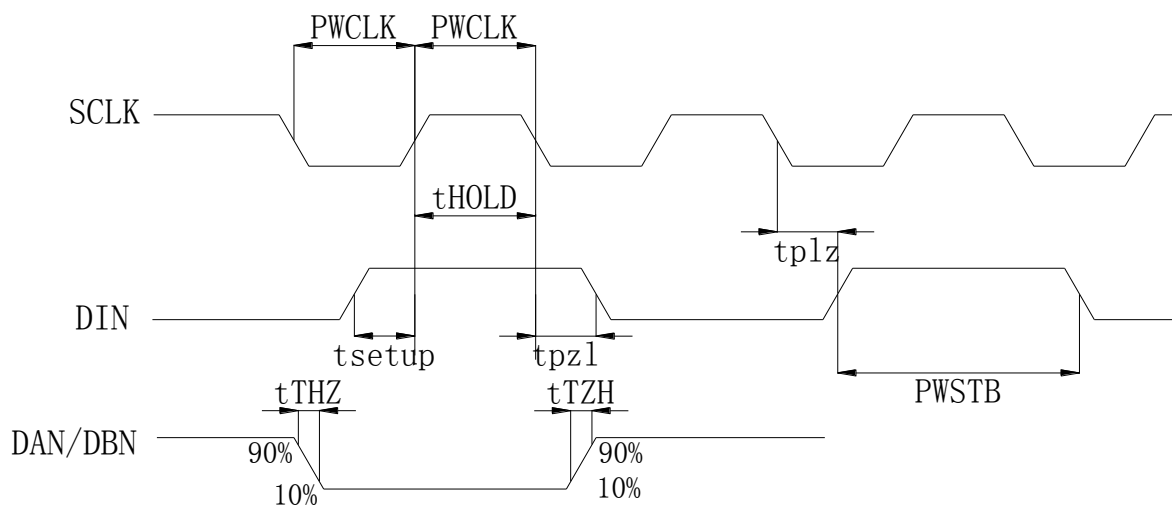 PWCLK PWCLK
SCLK
tHOLD
tplz
DIN
tsetup tpzl
PWSTB
tTHZ tTZH
DAN/DBN
90% 90%
10% 10%